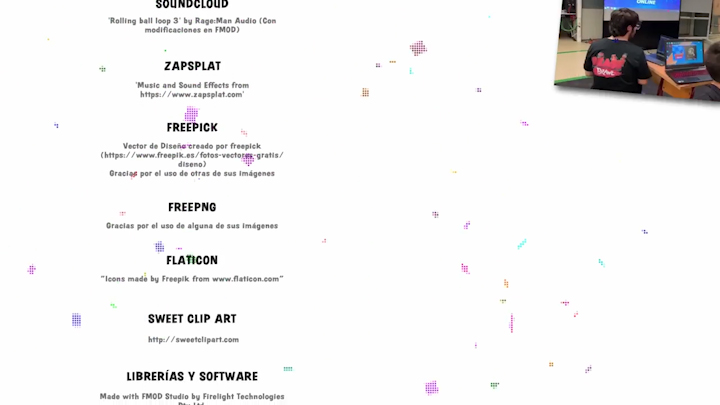 SOUNDCLOUD
'Rolling ball loop 3' by Rage:Man Audio (Con
modificaciones en FMOD)
ZAPSPLAT
'Music and Sound Effects from
https://www.zapsplat.com'
FREEPICK
Vector de Diseño creado por freepick
(https://www.freepik.es/fotos-vectores-gratis/
diseno)
Gracias por el uso de otras de sus imágenes
FREEPNG
Gracias por el uso de alguna de sus imágenes
FLATICON
"Icons made by Freepik from www.flaticon.com"
SWEET CLIP ART
http://sweetclipart.com
LIBRERÍAS Y SOFTWARE
Made with FMOD Studio by Firelight Technologies
ONLINE